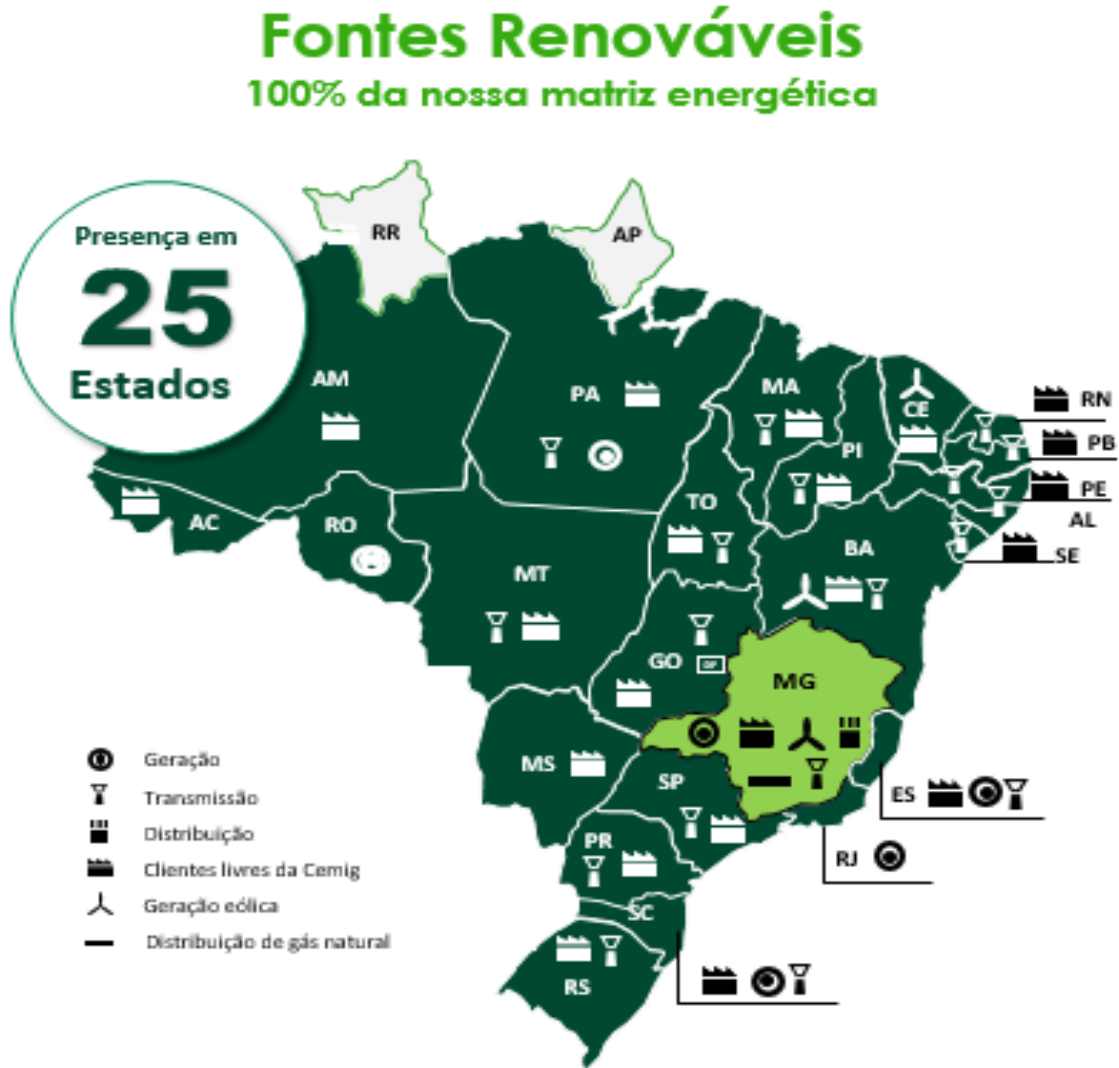 Fontes Renováveis
100% da nossa matriz energética
Presença em
25
Estados
RR
AP
AM
PA
MA
CE
RN
PI
PB
TO
PE
AC
RO
AL
BA
SE
MT
GO
DF
MG
MS
SP
ES
PR
RJ
SC
RS
Geração
Transmissão
Distribuição
Clientes livres da Cemig
Geração eólica
Distribuição de gás natural